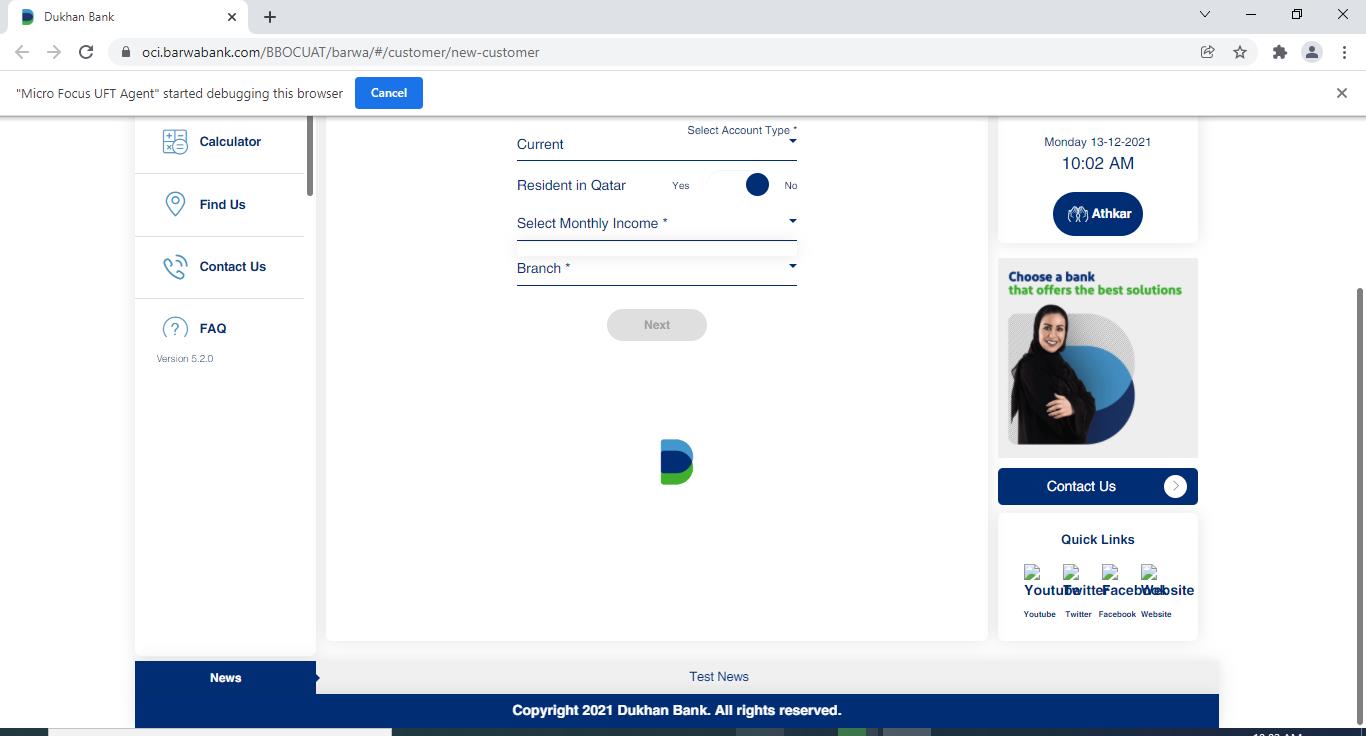 Dukhan Bank
oci.barwabank.com/BBOCUAT/barwa/#/customer/new-customer
"Micro Focus UFT Agent" started debugging this browser
Cancel
Calculator
Find Us
Contact Us
FAQ
Version 5.2.0
Select Account Type *
Current
Resident in Qatar Yes No
Select Monthly Income *
Branch *
Next
Monday 13-12-2021
10:02 AM
Athkar
Choose a bank
that offers the best solutions
Contact Us
Quick Links
Youtube Twitter Facebook Website
Youtube Twitter Facebook Website
News
Test News
Copyright 2021 Dukhan Bank. All rights reserved.